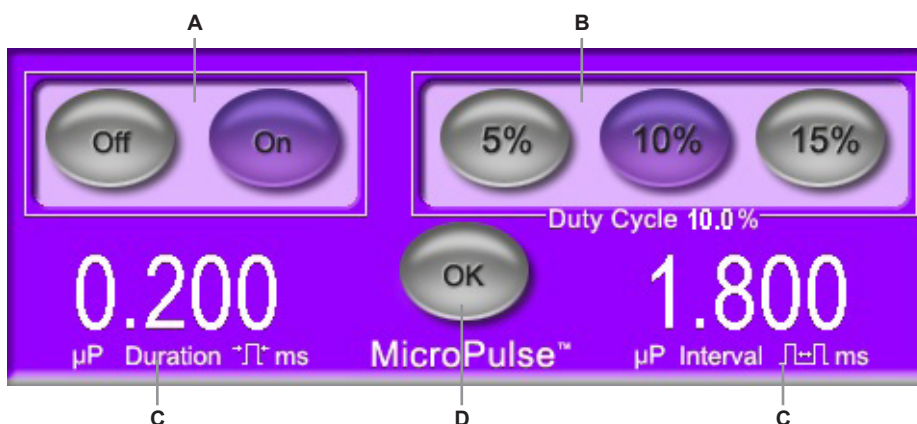 A B
Off On 5% 10% 15%
Duty Cycle 10.0%
OK
0.200 1.800
µP Duration ms MicroPulse™ µP Interval ms
C D C